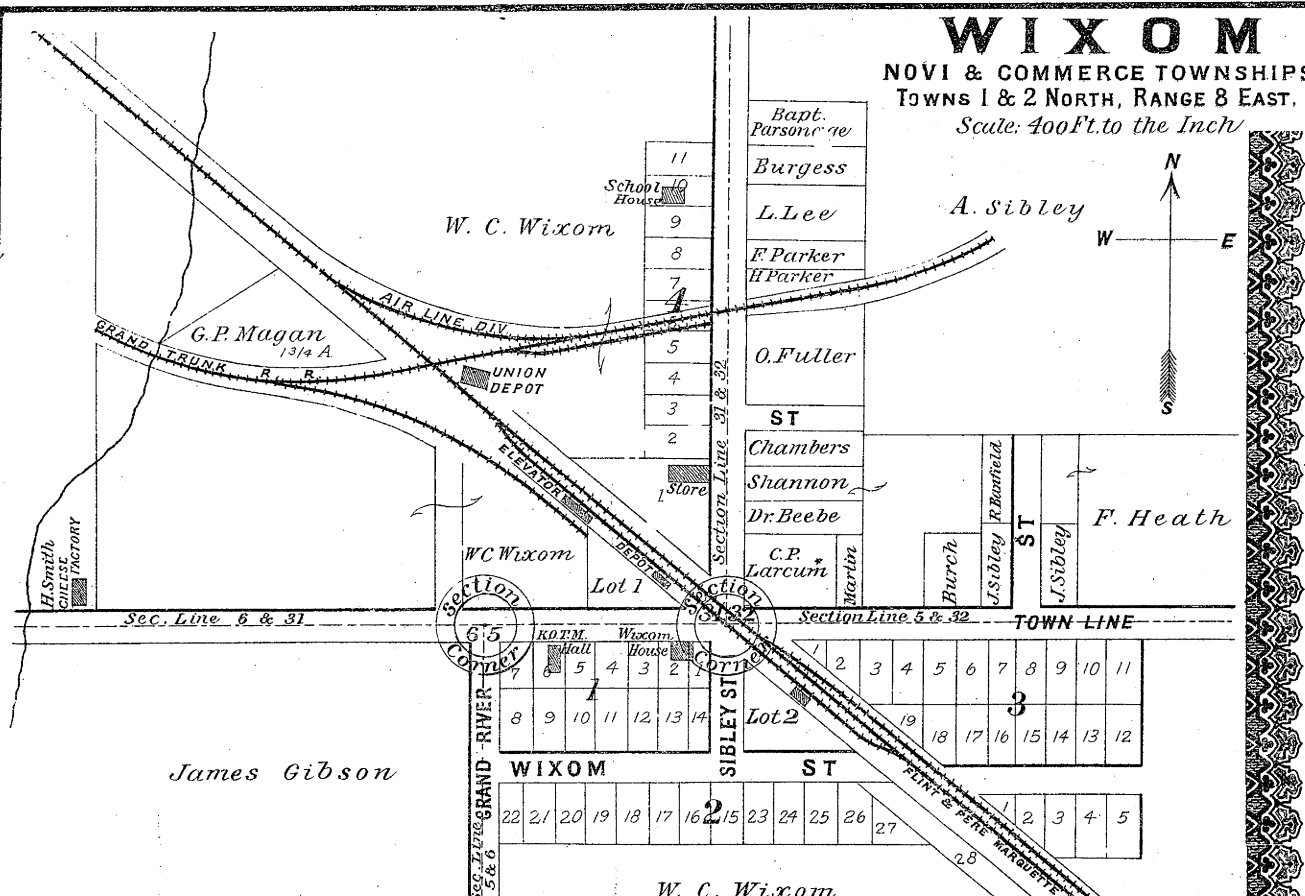 WIXOM
NOVI & COMMERCE TOWNSHIPS
TOWNS 1 & 2 NORTH, RANGE 8 EAST.
Scale: 400 Ft. to the Inch
N
W
E
S
Bapt.
Burgess
L. Lee
F. Parker
H Parker
O. Fuller
ST
Chambers
Shannon
Dr. Beebe
C.P.
Larcum
Martin
Burch
J. Sibley
R. Banfield
ST
J. Sibley
F. Heath
A. Sibley
W. C. Wixom
School
House
11
10
9
8
7
4
5
4
3
2
1
Store
Section Line 31 & 32
AIR LINE DIV.
G.P. Magan
1 3/4 A.
GRAND TRUNK R. R.
UNION
DEPOT
ELEVATOR
DEPOT
WC Wixom
Lot 1
H. Smith
CHEESE
FACTORY
Sec. Line 6 & 31
Section
6 5
Corner
Section
31 32
Corner
Section Line 5 & 32
TOWN LINE
K.O.T.M.
Hall
Wixom
House
7 6 5 4 3 2 1
1
8 9 10 11 12 13 14
SIBLEY ST
Lot 2
1 2 3 4 5 6 7 8 9 10 11
3
19 18 17 16 15 14 13 12
James Gibson
GRAND RIVER
Sec. Line
5 & 6
WIXOM ST
22 21 20 19 18 17 16 15 23 24 25 26 27
2
28
FLINT & PERE MARQUETTE
1 2 3 4 5
W. C. Wixom